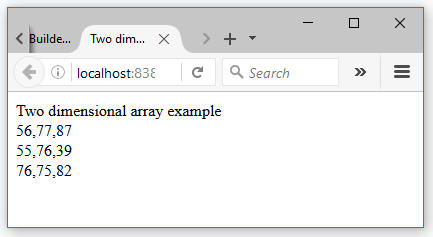 Builde...
Two dim...
localhost:838
Search
Two dimensional array example
56,77,87
55,76,39
76,75,82